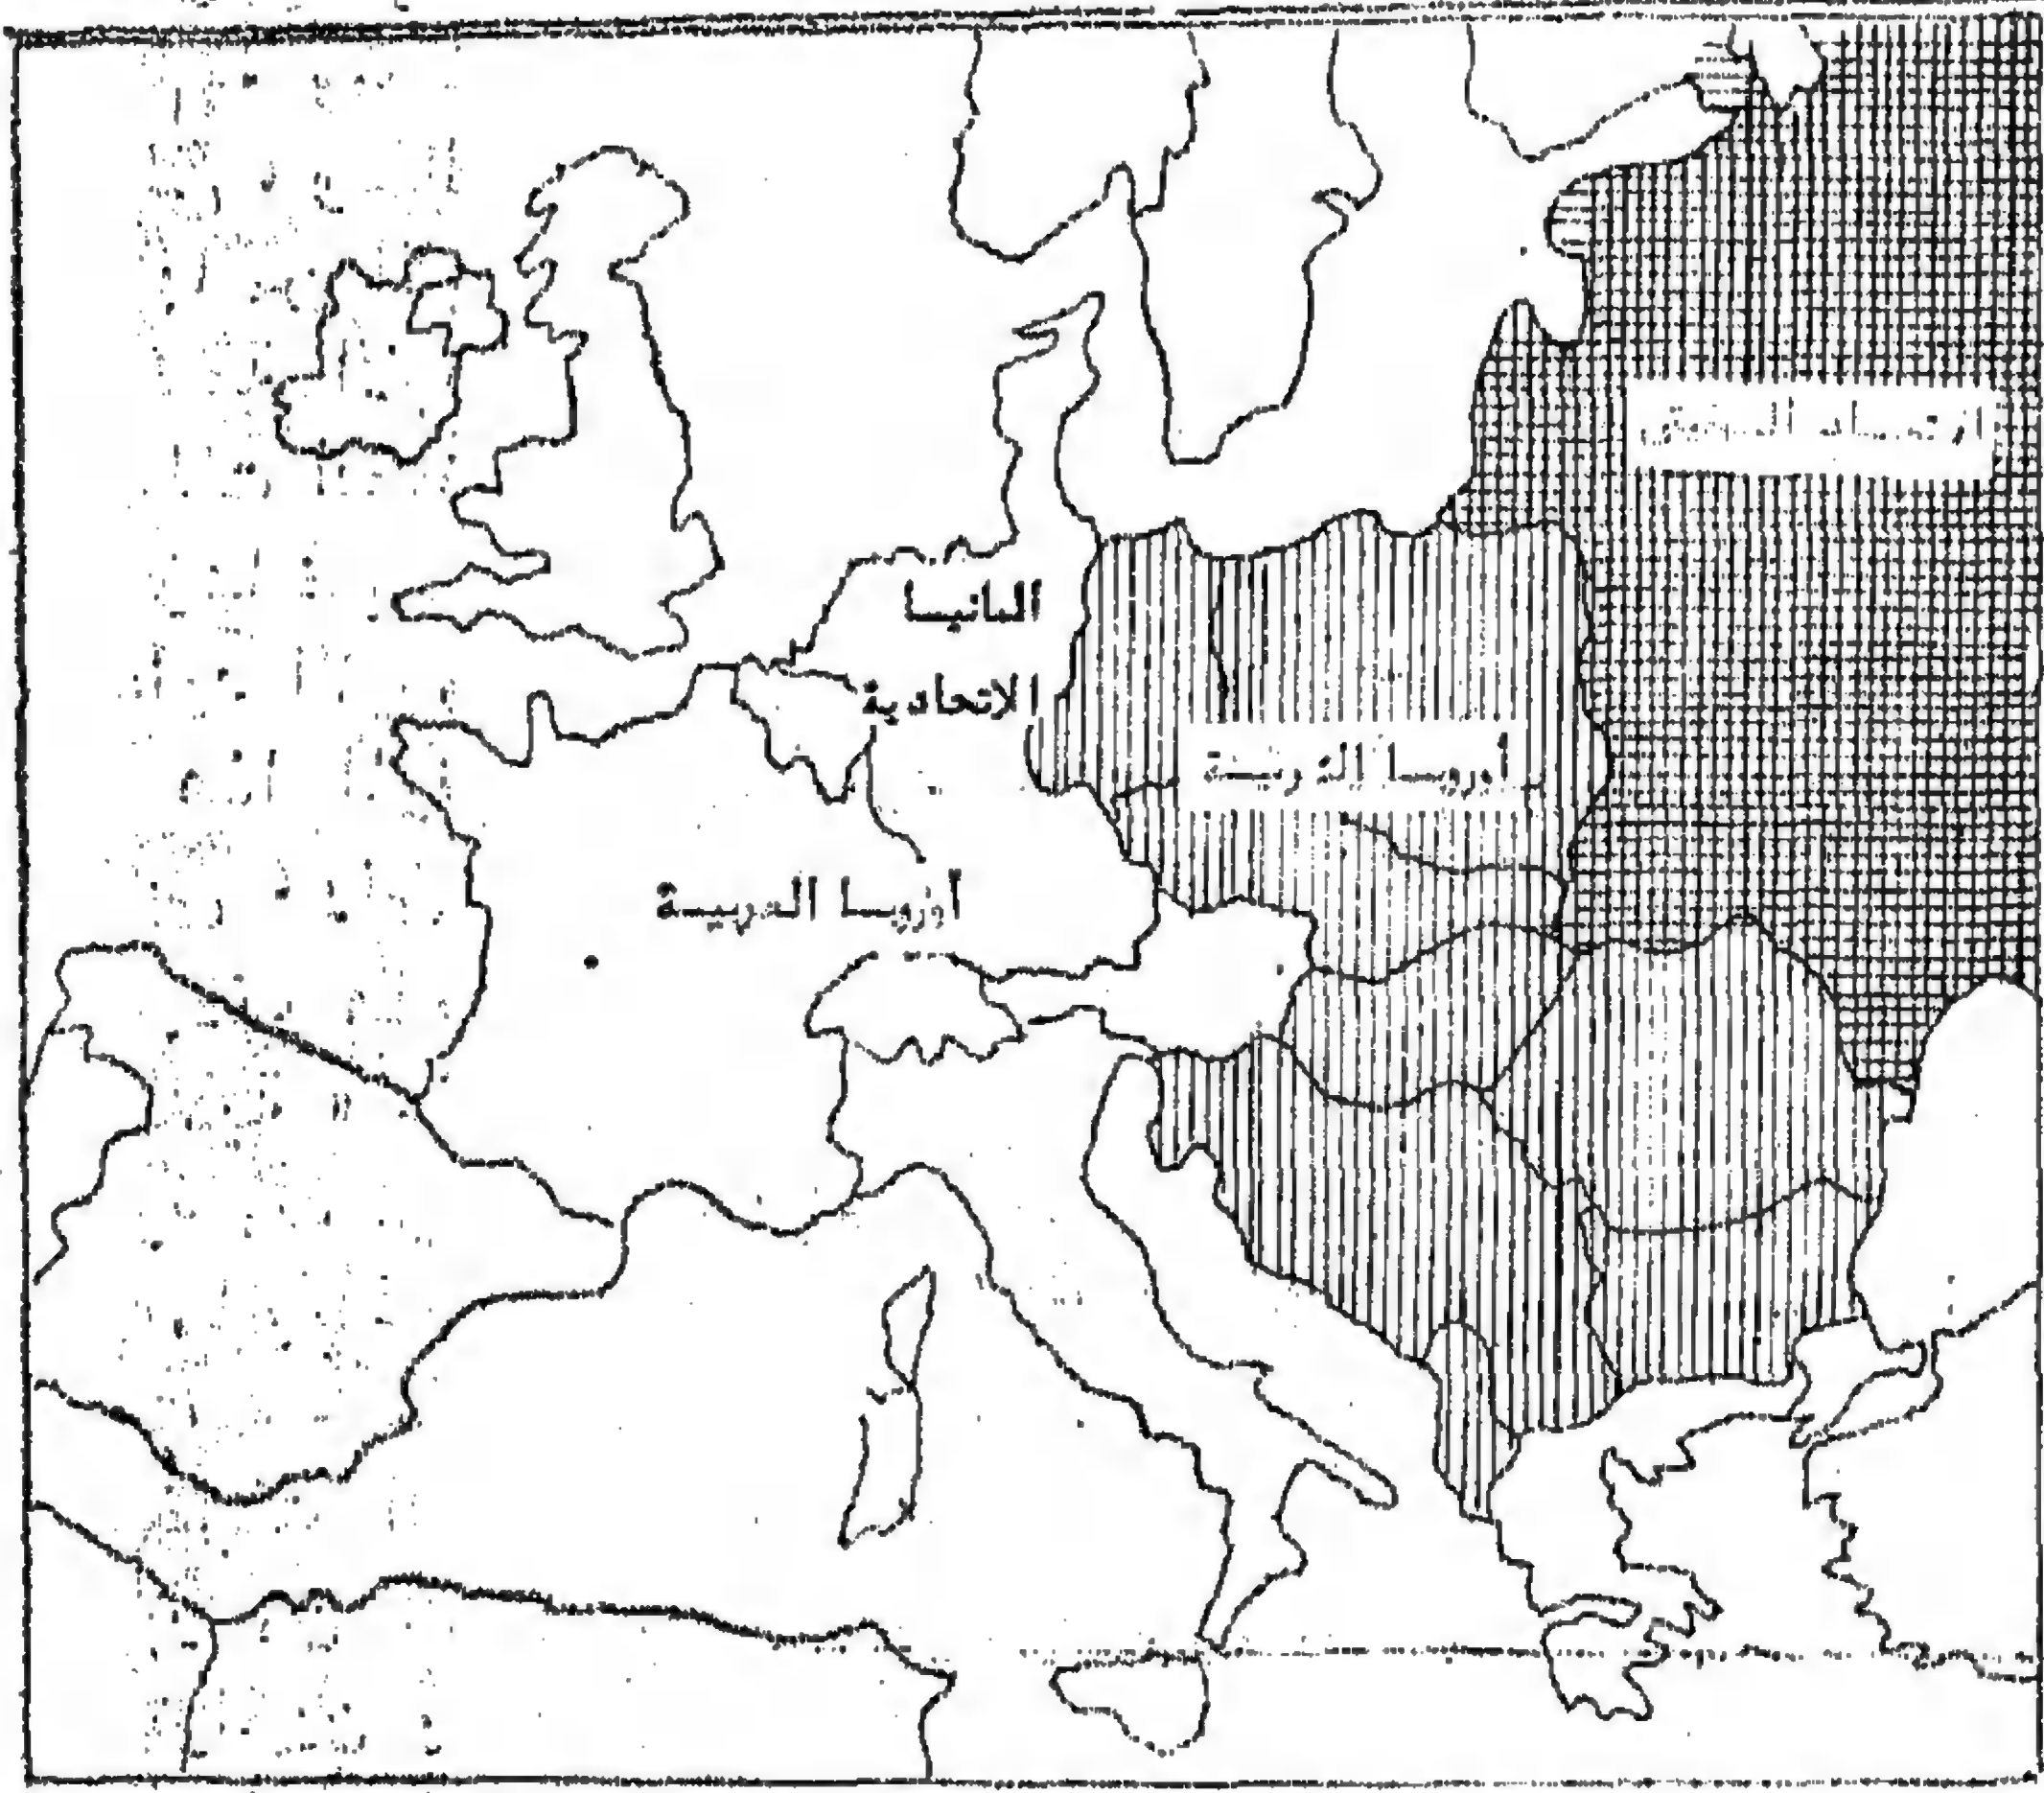 المانيا
الاتحادية
أوروبا الغربية
أوروبا الشرقية